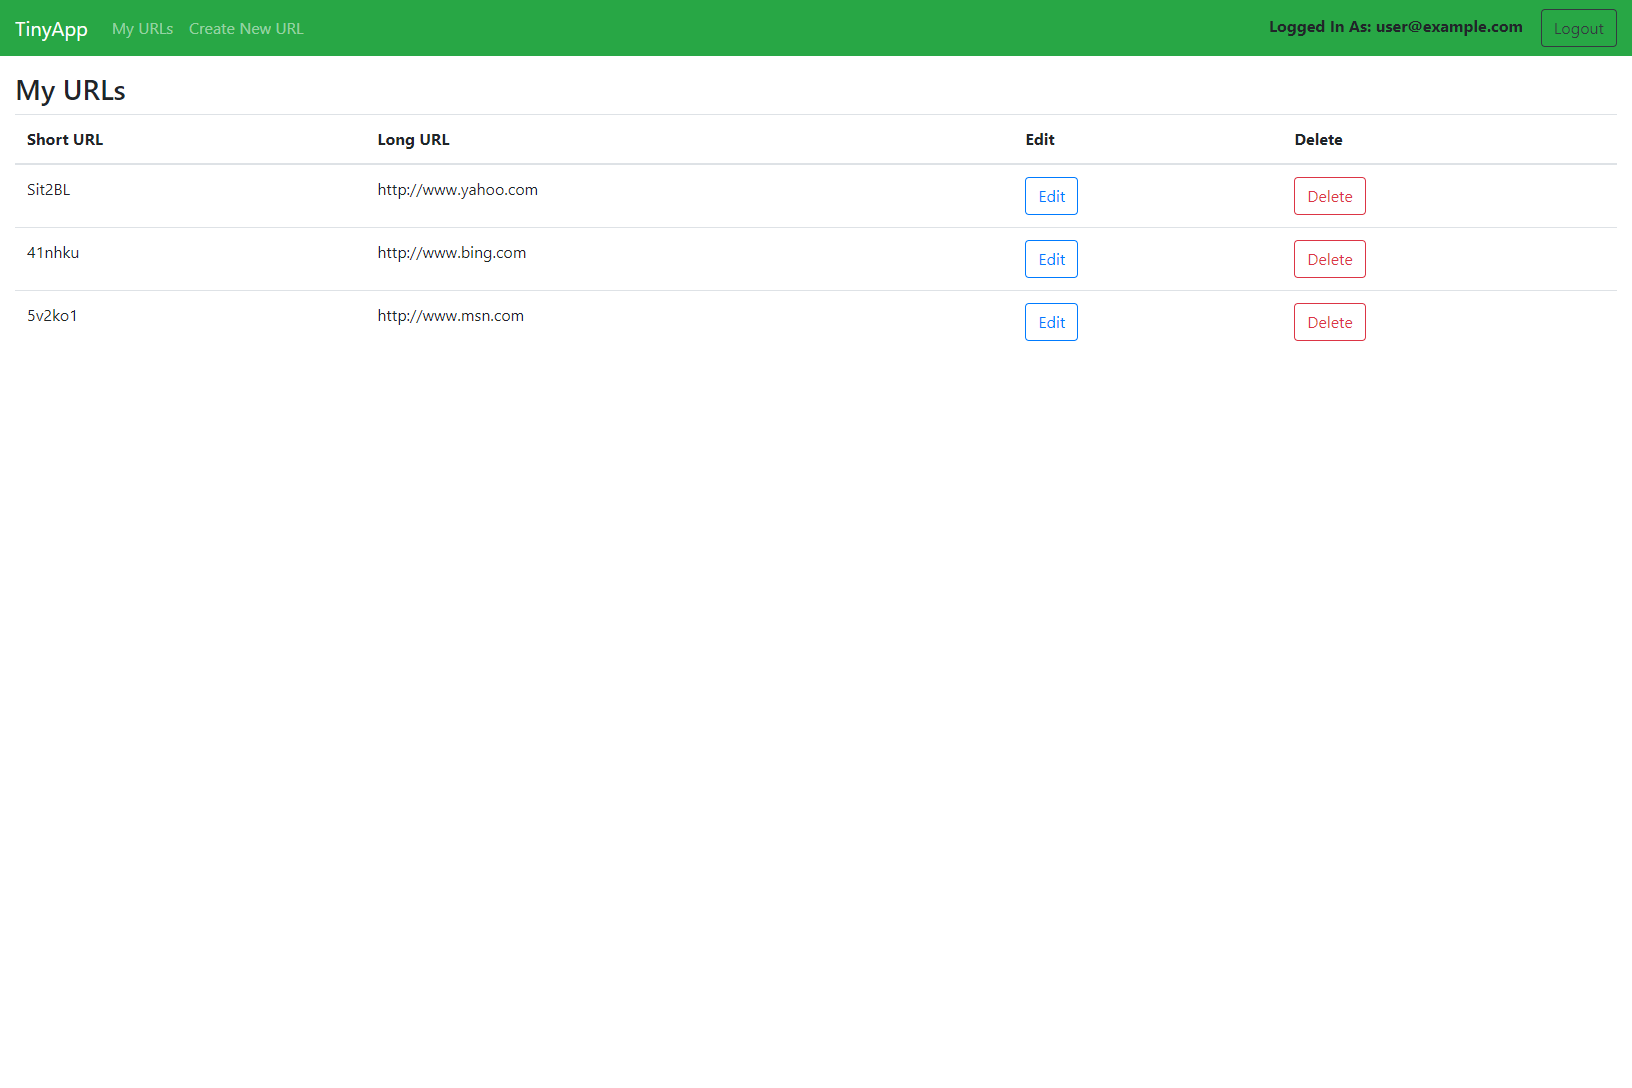 TinyApp My URLs Create New URL Logged In As: user@example.com Logout
My URLs
Short URL Long URL Edit Delete
Sit2BL http://www.yahoo.com Edit Delete
41nhku http://www.bing.com Edit Delete
5v2ko1 http://www.msn.com Edit Delete